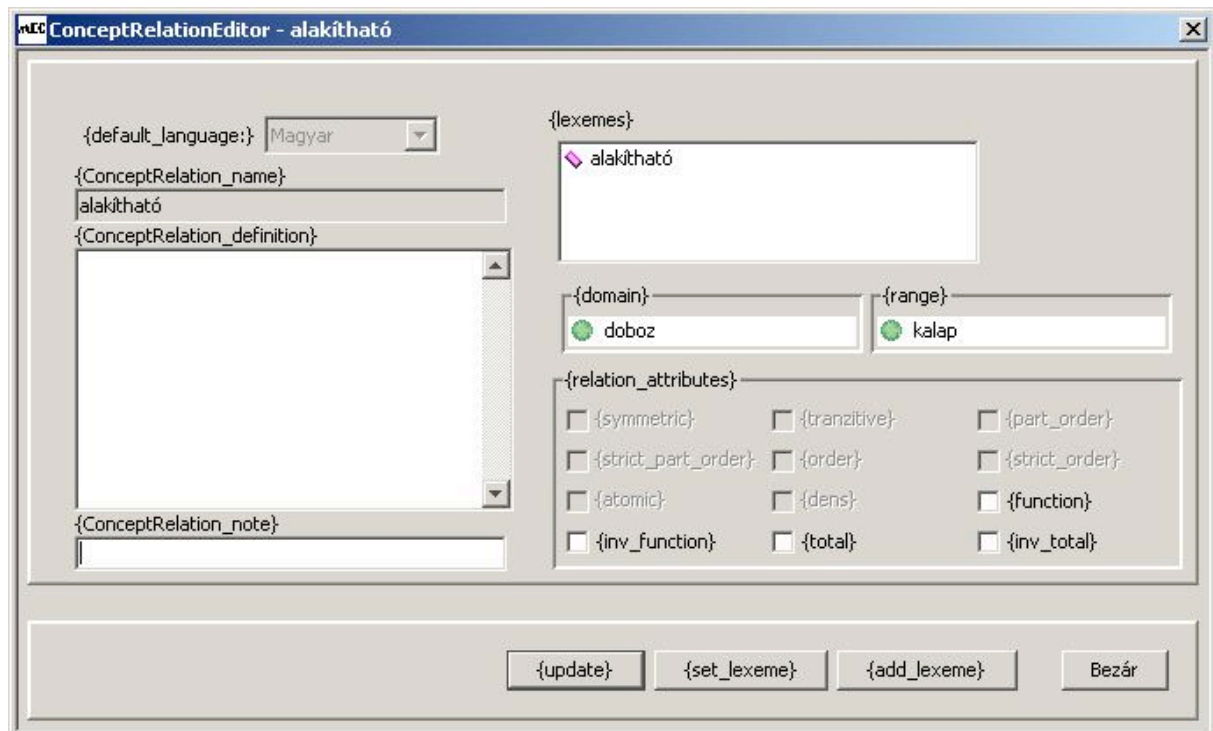 mEC ConceptRelationEditor - alakítható
{default_language:} Magyar
{ConceptRelation_name}
alakítható
{ConceptRelation_definition}
{ConceptRelation_note}
{lexemes}
alakítható
{domain} {range}
doboz kalap
{relation_attributes}
{symmetric} {tranzitive} {part_order}
{strict_part_order} {order} {strict_order}
{atomic} {dens} {function}
{inv_function} {total} {inv_total}
{update} {set_lexeme} {add_lexeme} Bezár